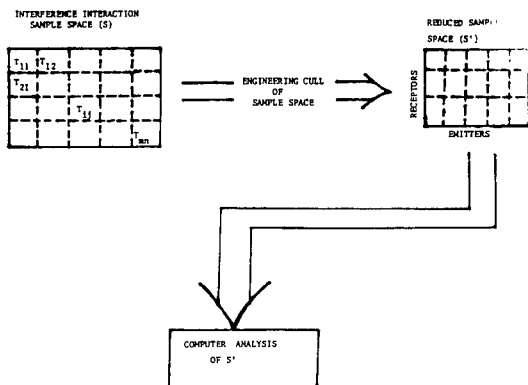 INTERFERENCE INTERACTION
SAMPLE SPACE (S)
T11 T12
T21
Tij
Tmn
ENGINEERING CULL
OF
SAMPLE SPACE
REDUCED
SPACE (S')
RECEPTORS
EMITTERS
COMPUTER ANALYSIS
OF S'